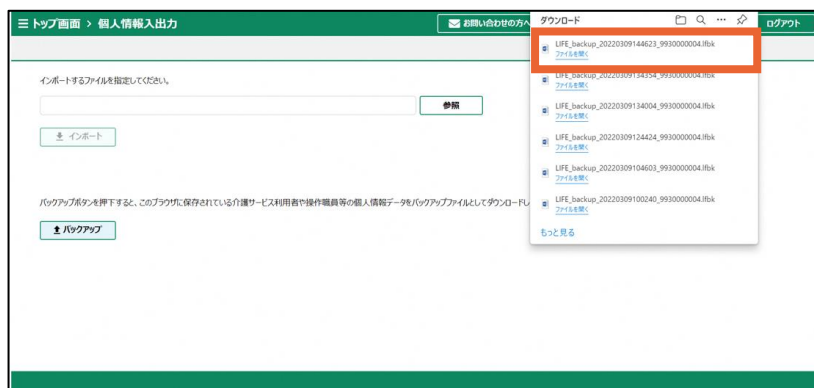 トップ画面 > 個人情報入出力
お問い合わせの方へ
ログアウト
ダウンロード
LIFE_backup_20220309144623_9930000004.lfbk
ファイルを開く
LIFE_backup_20220309134354_9930000004.lfbk
ファイルを開く
LIFE_backup_20220309134004_9930000004.lfbk
ファイルを開く
LIFE_backup_20220309124424_9930000004.lfbk
ファイルを開く
LIFE_backup_20220309104603_9930000004.lfbk
ファイルを開く
LIFE_backup_20220309100240_9930000004.lfbk
ファイルを開く
もっと見る
インポートするファイルを指定してください。
参照
インポート
バックアップボタンを押下すると、このブラウザに保存されている介護サービス利用者や操作職員等の個人情報データをバックアップファイルとしてダウンロードし
バックアップ